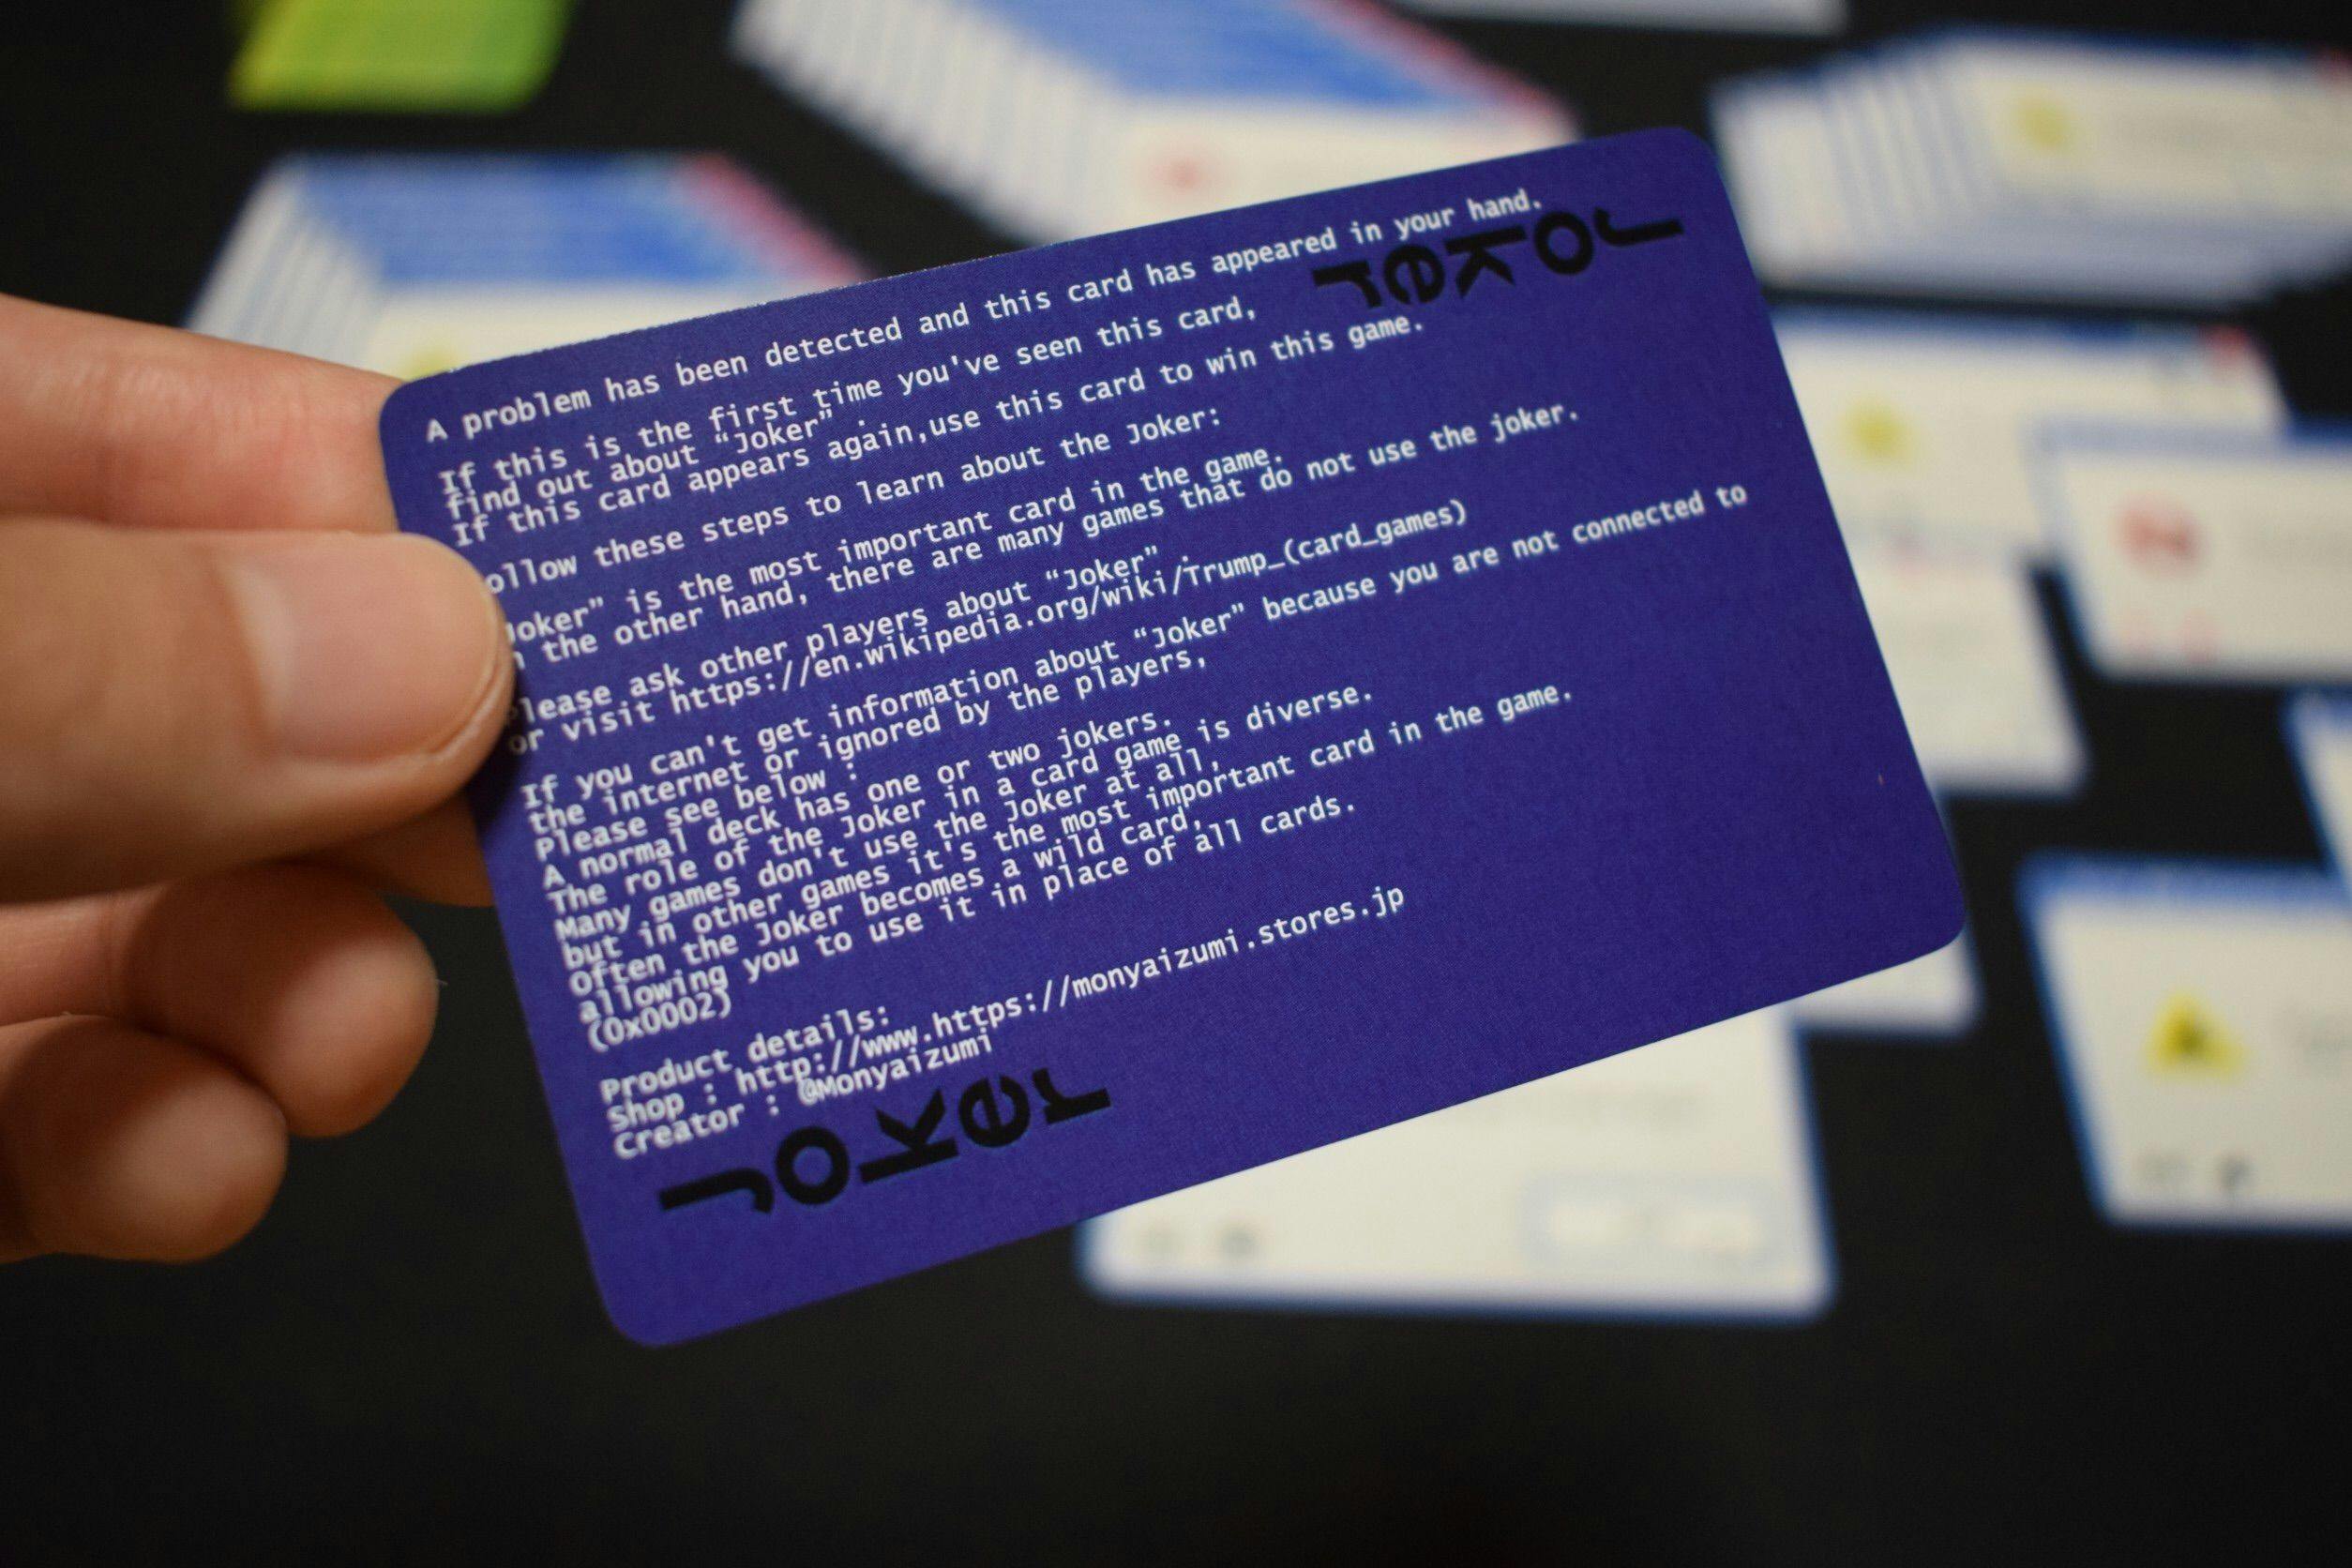 A problem has been detected and this card has appeared in your hand.
Joker
If this is the first time you've seen this card,
find out about “Joker” .
If this card appears again,use this card to win this game.
ollow these steps to learn about the Joker:
oker” is the most important card in the game.
the other hand, there are many games that do not use the joker.
lease ask other players about “Joker” .
or visit https://en.wikipedia.org/wiki/Trump_(card_games)
If you can't get information about “Joker” because you are not connected to
the internet or ignored by the players,
Please see below :
A normal deck has one or two jokers.
The role of the Joker in a card game is diverse.
Many games don't use the Joker at all,
but in other games it's the most important card in the game.
Often the Joker becomes a wild card,
allowing you to use it in place of all cards.
(0x0002)
Product details:
Shop : http://www.https://monyaizumi.stores.jp
Creator : @Monyaizumi
Joker